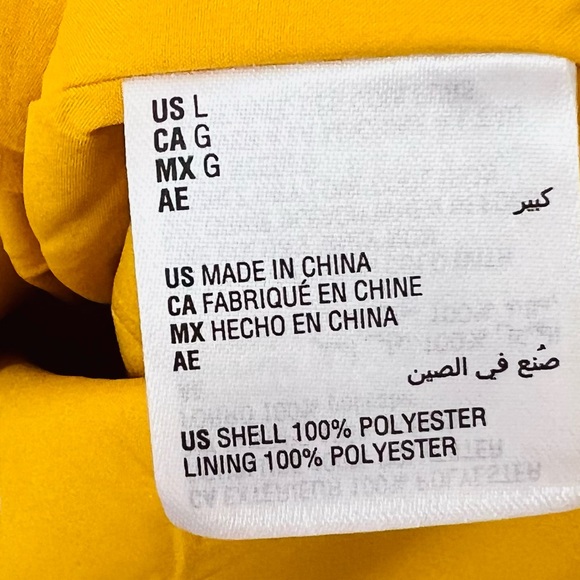 US L
CA G
MX G
AE كبير
US MADE IN CHINA
CA FABRIQUÉ EN CHINE
MX HECHO EN CHINA
AE
صُنع في الصين
US SHELL 100% POLYESTER
LINING 100% POLYESTER